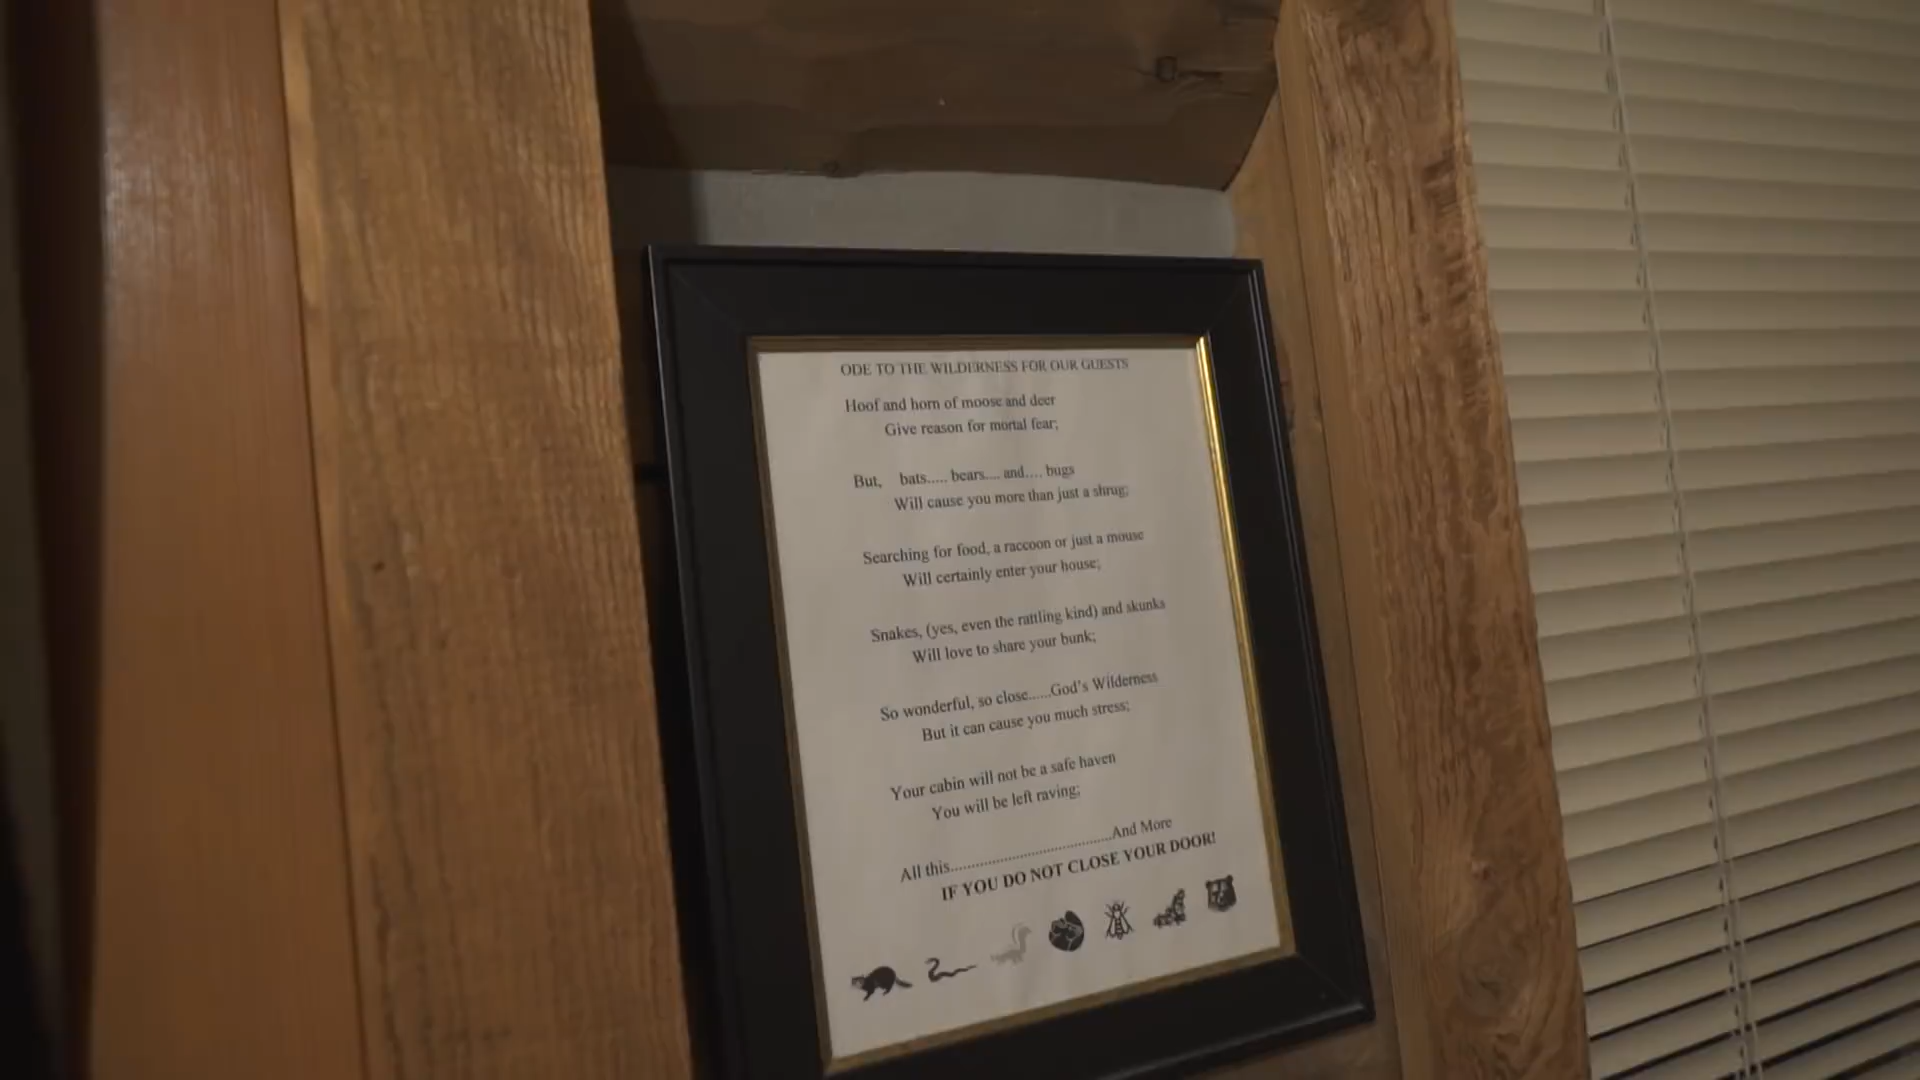 ODE TO THE WILDERNESS FOR OUR GUESTS
Hoof and horn of moose and deer
Give reason for mortal fear;
But, bats..... bears.... and.... bugs
Will cause you more than just a shrug;
Searching for food, a raccoon or just a mouse
Will certainly enter your house;
Snakes, (yes, even the rattling kind) and skunks
Will love to share your bunk;
So wonderful, so close......God's Wilderness
But it can cause you much stress;
Your cabin will not be a safe haven
You will be left raving;
All this..........................................And More
IF YOU DO NOT CLOSE YOUR DOOR!